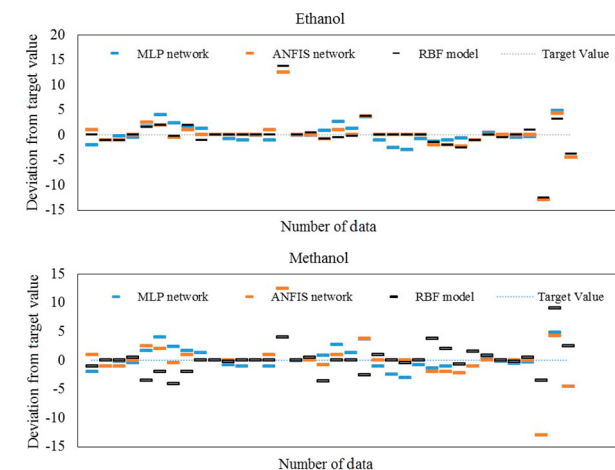 Ethanol
Deviation from target value
20
15
10
5
0
-5
-10
-15
MLP network
ANFIS network
RBF model
Target Value
Number of data
Methanol
Deviation from target value
15
10
5
0
-5
-10
-15
MLP network
ANFIS network
RBF model
Target Value
Number of data